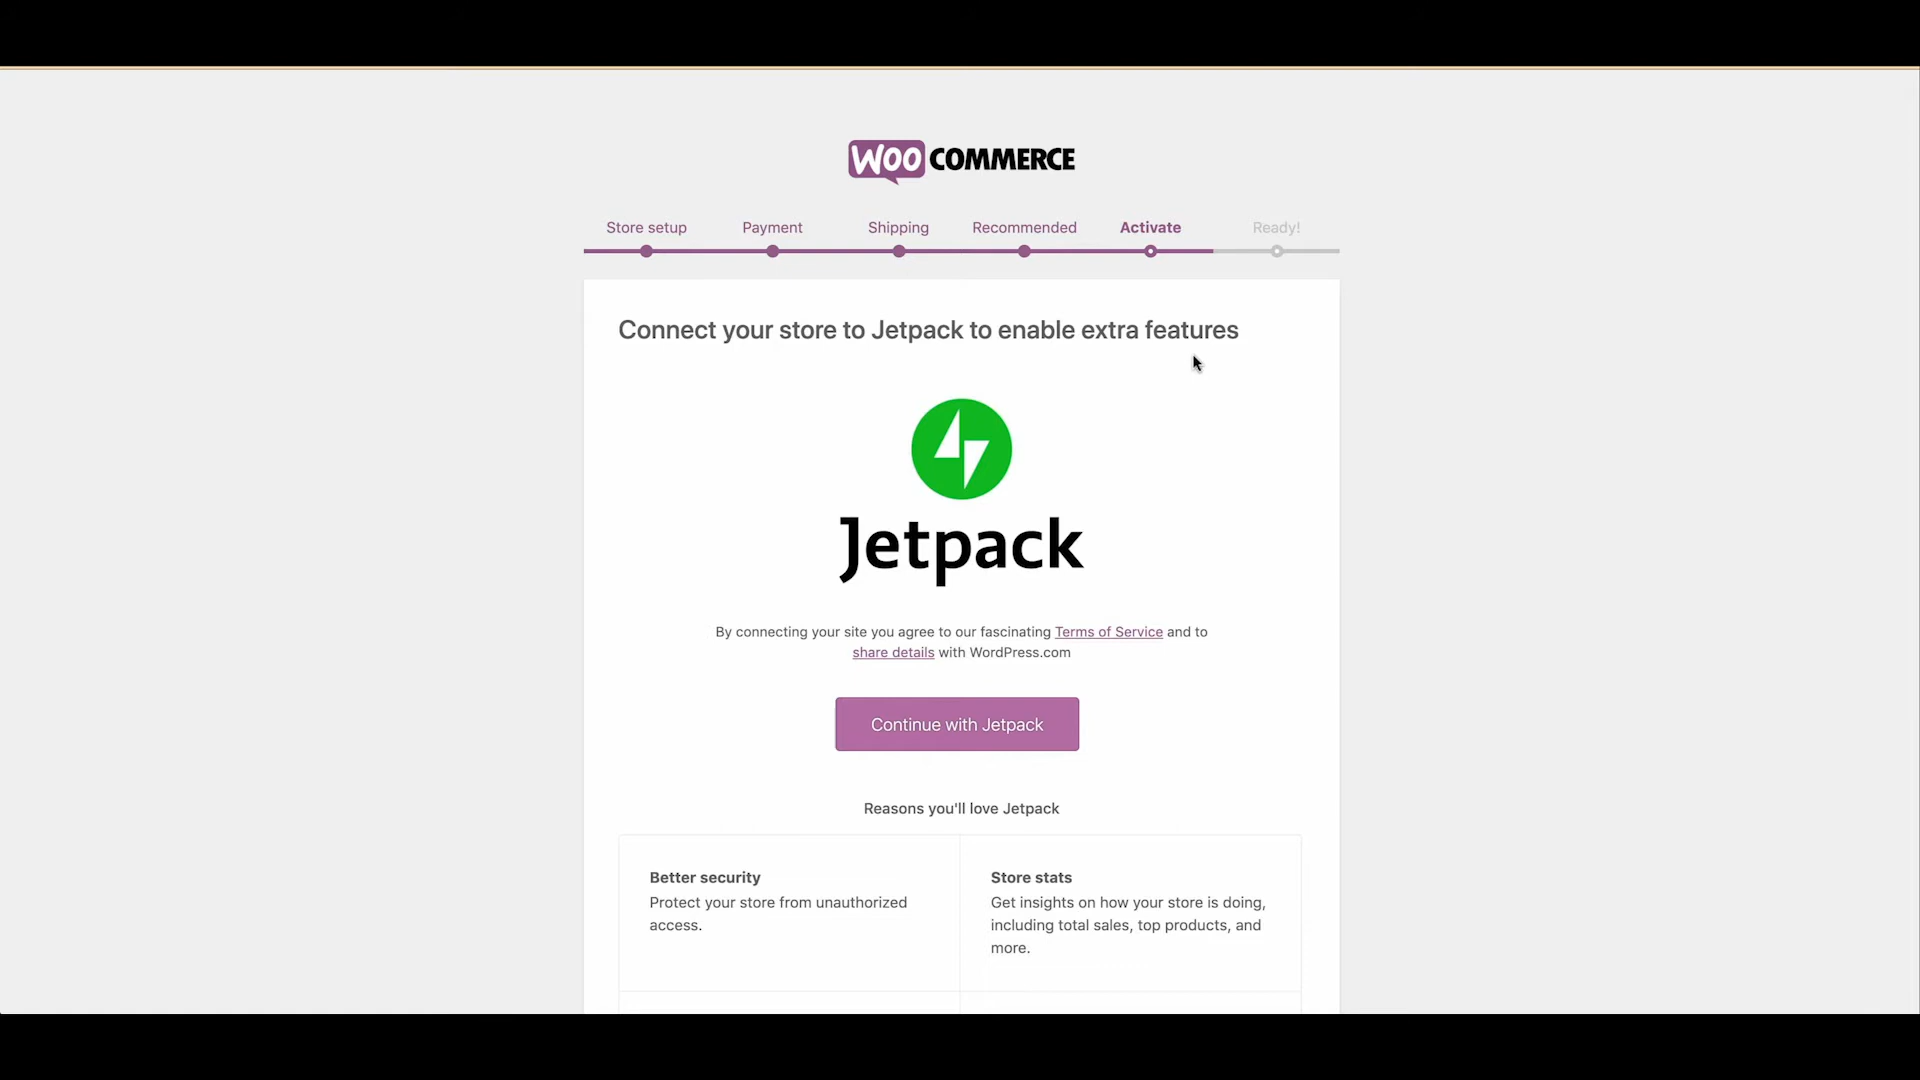 WOO COMMERCE
Store setup Payment Shipping Recommended Activate Ready!
Connect your store to Jetpack to enable extra features
Jetpack
By connecting your site you agree to our fascinating Terms of Service and to
share details with WordPress.com
Continue with Jetpack
Reasons you'll love Jetpack
Better security
Protect your store from unauthorized
access.
Store stats
Get insights on how your store is doing,
including total sales, top products, and
more.